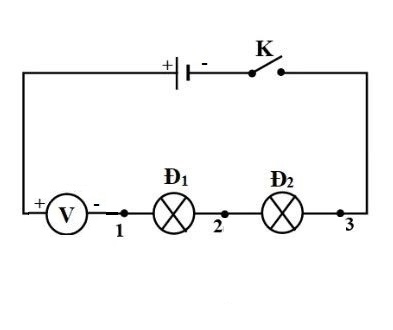 K
+ -
Đ1 Đ2
+ V - 1 2 3